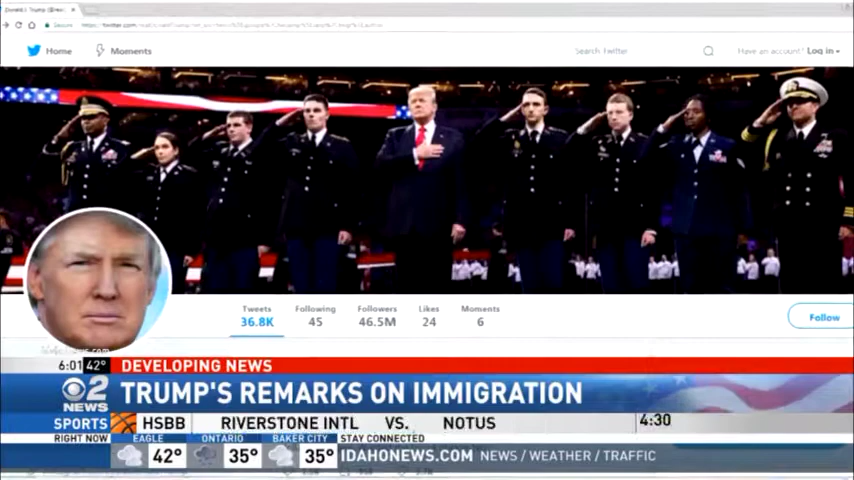 Donald J. Trump
Secure
Home Moments Search Twitter Have an account? Log in
Tweets Following Followers Likes Moments
36.8K 45 46.5M 24 6
Follow
6:01 42° DEVELOPING NEWS
2 NEWS TRUMP'S REMARKS ON IMMIGRATION
SPORTS HSBB RIVERSTONE INTL VS. NOTUS 4:30
RIGHT NOW EAGLE ONTARIO BAKER CITY STAY CONNECTED
42° 35° 35° IDAHONEWS.COM NEWS / WEATHER / TRAFFIC